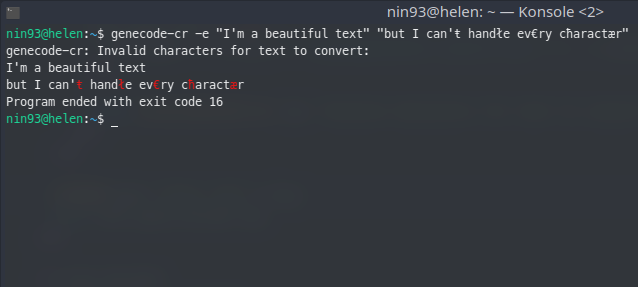 nin93@helen: ~ — Konsole <2>
nin93@helen:~$ genecode-cr -e "I'm a beautiful text" "but I can'ŧ handłe ev€ry cħaractær"
genecode-cr: Invalid characters for text to convert:
I'm a beautiful text
but I can'ŧ handłe ev€ry cħaractær
Program ended with exit code 16
nin93@helen:~$ _